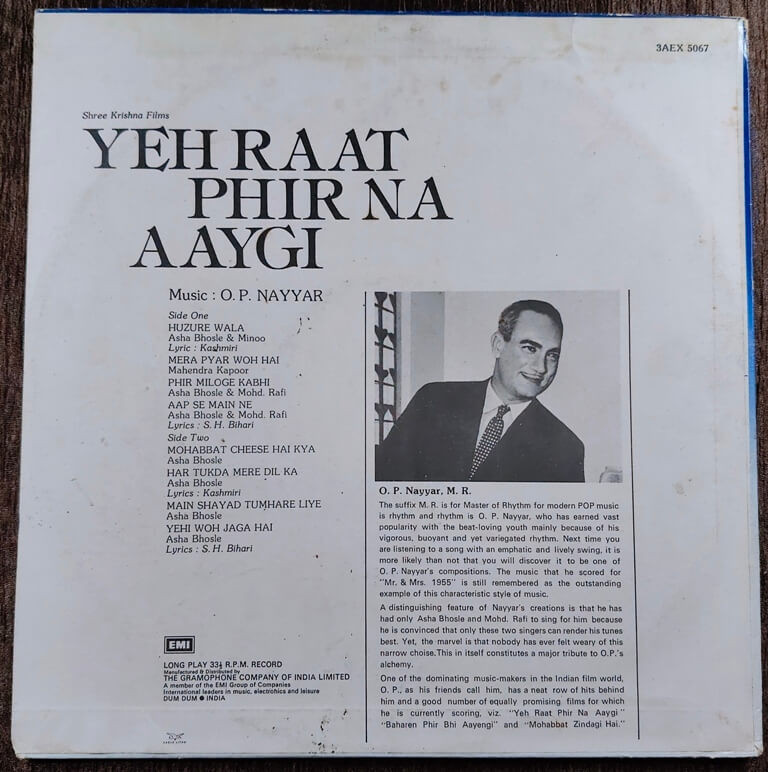 3AEX 5067
Shree Krishna Films
YEH RAAT
PHIR NA
AAYGI
Music : O. P. NAYYAR
Side One
HUZURE WALA
Asha Bhosle & Minoo
Lyric : Kashmiri
MERA PYAR WOH HAI
Mahendra Kapoor
PHIR MILOGE KABHI
Asha Bhosle & Mohd. Rafi
AAP SE MAIN NE
Asha Bhosle & Mohd. Rafi
Lyrics : S. H. Bihari
Side Two
MOHABBAT CHEESE HAI KYA
Asha Bhosle
HAR TUKDA MERE DIL KA
Asha Bhosle
Lyrics : Kashmiri
MAIN SHAYAD TUMHARE LIYE
Asha Bhosle
YEHI WOH JAGA HAI
Asha Bhosle
Lyrics : S. H. Bihari
EMI
LONG PLAY 33⅓ R.P.M. RECORD
Manufactured & Distributed by
THE GRAMOPHONE COMPANY OF INDIA LIMITED
A member of the EMI Group of Companies
International leaders in music, electronics and leisure
DUM DUM ● INDIA
O. P. Nayyar, M. R.
The suffix M. R. is for Master of Rhythm for modern POP music
is rhythm and rhythm is O. P. Nayyar, who has earned vast
popularity with the beat-loving youth mainly because of his
vigorous, buoyant and yet variegated rhythm. Next time you
are listening to a song with an emphatic and lively swing, it is
more likely than not that you will discover it to be one of
O. P. Nayyar's compositions. The music that he scored for
"Mr. & Mrs. 1955" is still remembered as the outstanding
example of this characteristic style of music.
A distinguishing feature of Nayyar's creations is that he has
had only Asha Bhosle and Mohd. Rafi to sing for him because
he is convinced that only these two singers can render his tunes
best. Yet, the marvel is that nobody has ever felt weary of this
narrow choise.This in itself constitutes a major tribute to O.P.'s
alchemy.
One of the dominating music-makers in the Indian film world,
O. P., as his friends call him, has a neat row of hits behind
him and a good number of equally promising films for which
he is currently scoring, viz. "Yeh Raat Phir Na Aaygi"
"Baharen Phir Bhi Aayengi" and "Mohabbat Zindagi Hai."